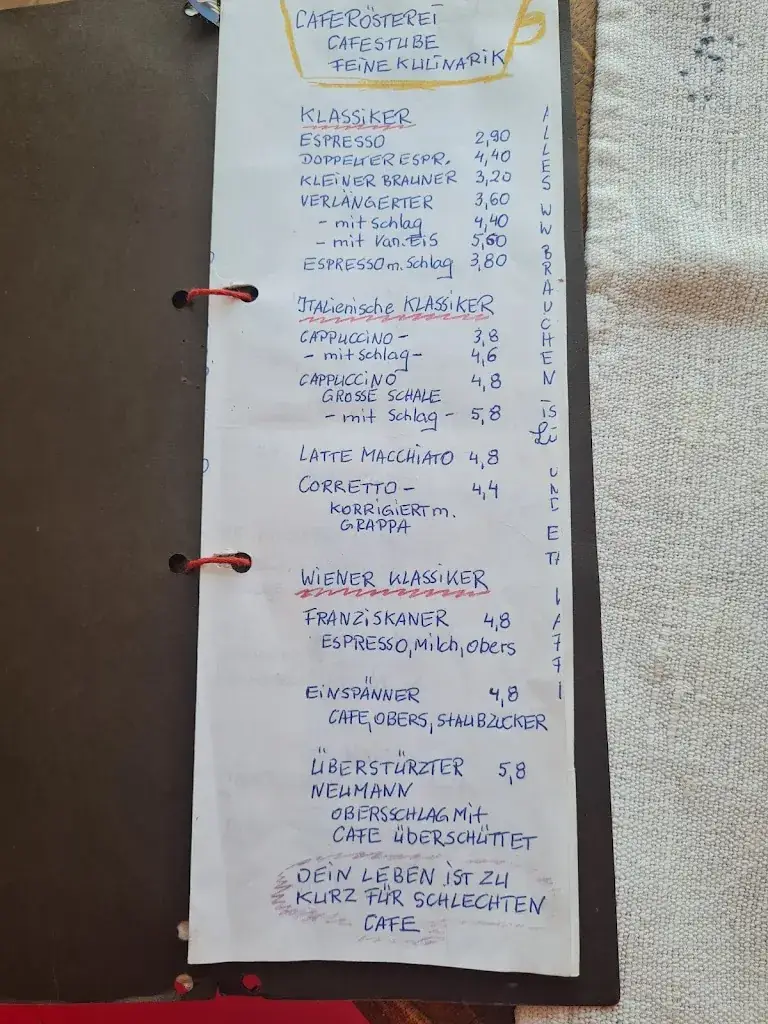 CAFERÖSTEREI
CAFESTUBE
FEINE KULINARIK
KLASSIKER
ESPRESSO 2,90
DOPPELTER ESPR. 4,40
KLEINER BRAUNER 3,20
VERLÄNGERTER 3,60
- mit Schlag 4,40
- mit Van.EiS 5,60
ESPRESSO m. Schlag 3,80
ITALienische KLASSiKER
CAPPUCCiNO - 3,8
- mit Schlag - 4,6
CAPPUCCiNO 4,8
GROSSE SCHALE
- mit Schlag - 5,8
LATTE MACCHIATO 4,8
CORRETTO - 4,4
KORRiGiERT m.
GRAPPA
WiENER KLASSiKER
FRANZiSKANER 4,8
ESPRESSO, Milch, Obers
EiNSPÄNNER 4,8
CAFE, OBERS, STAUBZUCKER
ÜBERSTÜRZTER 5,8
NEUMANN
OBERSSCHLAG MiT
CAFE ÜBERSCHÜTTET
DEiN LEBEN iST ZU
KURZ FÜR SCHLECHTEN
CAFE
ALLES WW BRAUCHEN